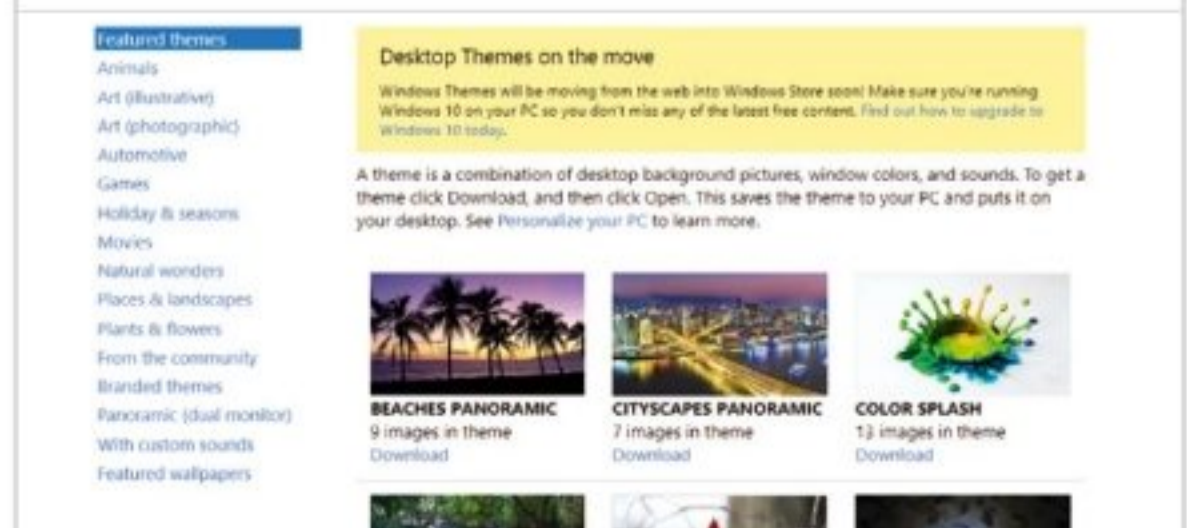 Featured themes
Animals
Art (illustrative)
Art (photographic)
Automotive
Games
Holiday & seasons
Movies
Natural wonders
Places & landscapes
Plants & flowers
From the community
Branded themes
Panoramic (dual monitor)
With custom sounds
Featured wallpapers
Desktop Themes on the move
Windows Themes will be moving from the web into Windows Store soon! Make sure you're running
Windows 10 on your PC so you don't miss any of the latest free content. Find out how to upgrade to
Windows 10 today.
A theme is a combination of desktop background pictures, window colors, and sounds. To get a
theme click Download, and then click Open. This saves the theme to your PC and puts it on
your desktop. See Personalize your PC to learn more.
BEACHES PANORAMIC
9 images in theme
Download
CITYSCAPES PANORAMIC
7 images in theme
Download
COLOR SPLASH
13 images in theme
Download